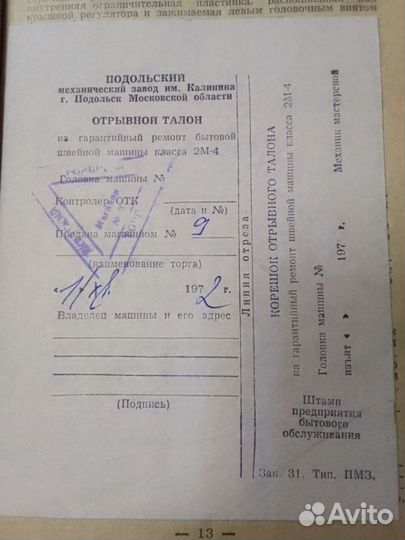 внутренняя ограничительная пластинка, расположенная под
крышкой регулятора и зажимаемая левым головочным винтом
ПОДОЛЬСКИЙ
механический завод им. Калинина
г. Подольск Московской области
ОТРЫВНОЙ ТАЛОН
на гарантийный ремонт бытовой
швейной машины класса 2М-4
Головка машины №
Контролер ОТК
(дата и №)
Продана магазином № 9
(наименование торга)
« 11 » XII 1972 г.
Владелец машины и его адрес
(Подпись)
Линия отреза
КОРЕШОК ОТРЫВНОГО ТАЛОНА
на гарантийный ремонт швейной машины класса 2М-4
Головка машины №
изъят « » 197 г. Механик мастерской
Штамп
предприятия
бытового
обслуживания
Зак. 31. Тип. ПМЗ.
— 13 —
Avito